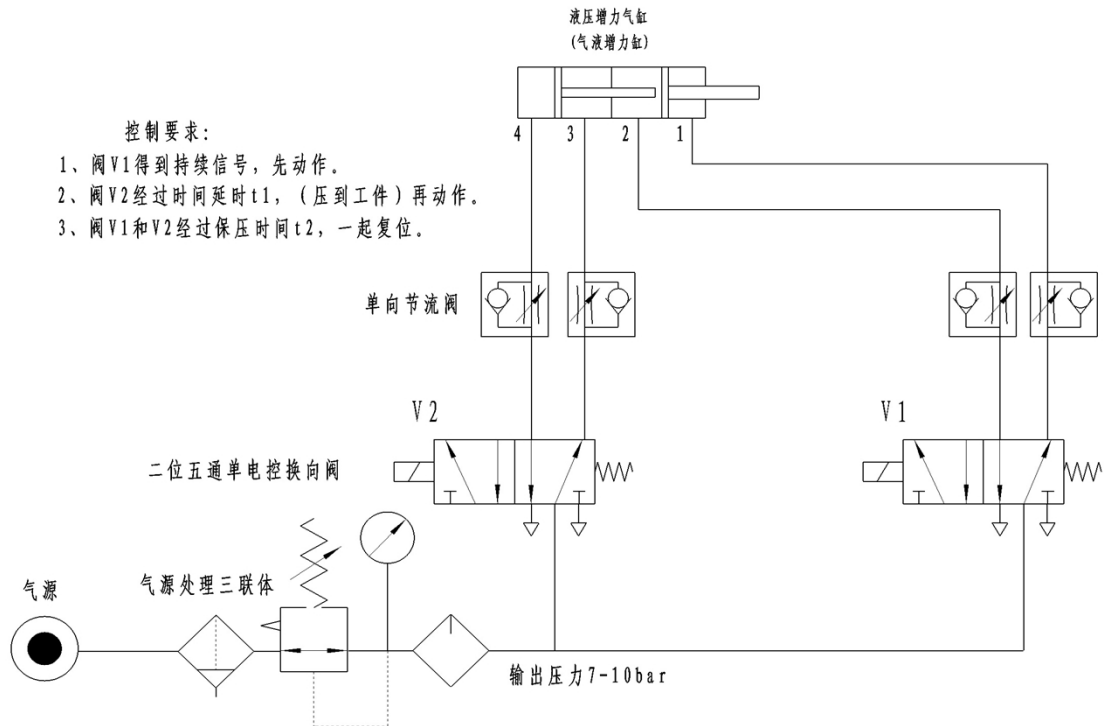 液压增力气缸
(气液增力缸)
4 3 2 1
控制要求:
1、阀V1得到持续信号，先动作。
2、阀V2经过时间延时t1，（压到工件）再动作。
3、阀V1和V2经过保压时间t2，一起复位。
单向节流阀
V2
V1
二位五通单电控换向阀
气源
气源处理三联体
输出压力7-10bar